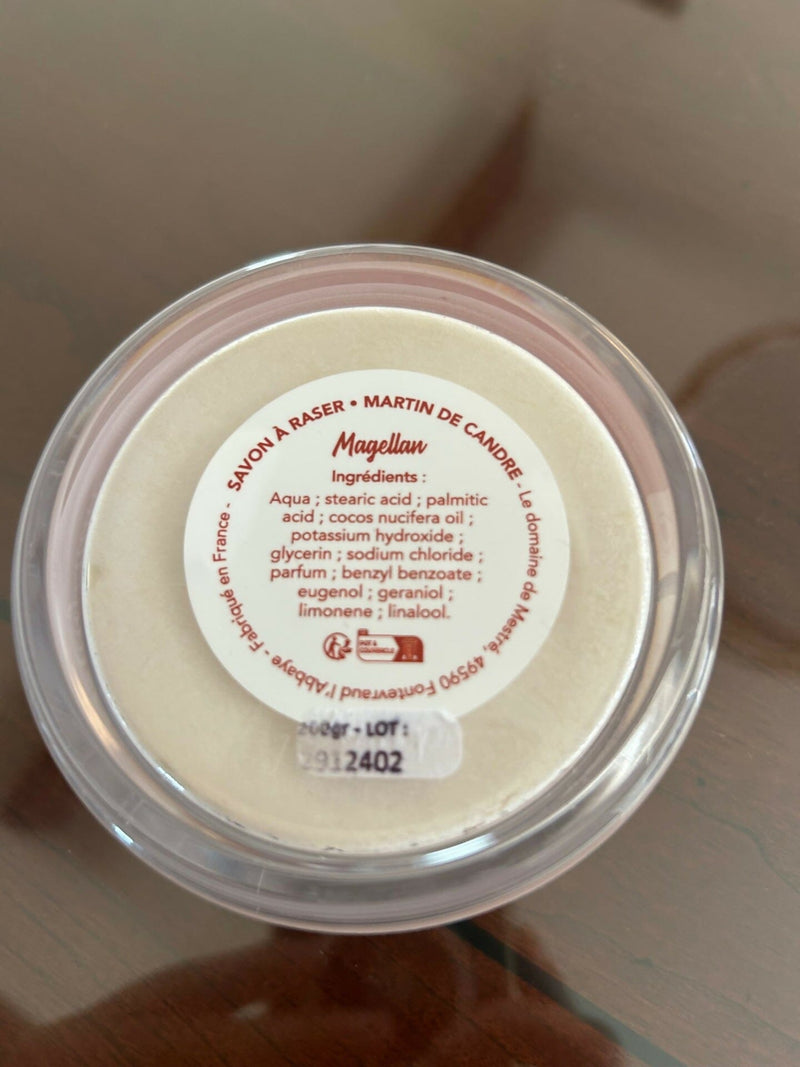 SAVON À RASER • MARTIN DE CANDRE - Le domaine de Mestré, 49590 Fontevraud l'Abbaye - Fabriqué en France -
Magellan
Ingrédients :
Aqua ; stearic acid ; palmitic
acid ; cocos nucifera oil ;
potassium hydroxide ;
glycerin ; sodium chloride ;
parfum ; benzyl benzoate ;
eugenol ; geraniol ;
limonene ; linalool.
200gr - LOT :
2912402